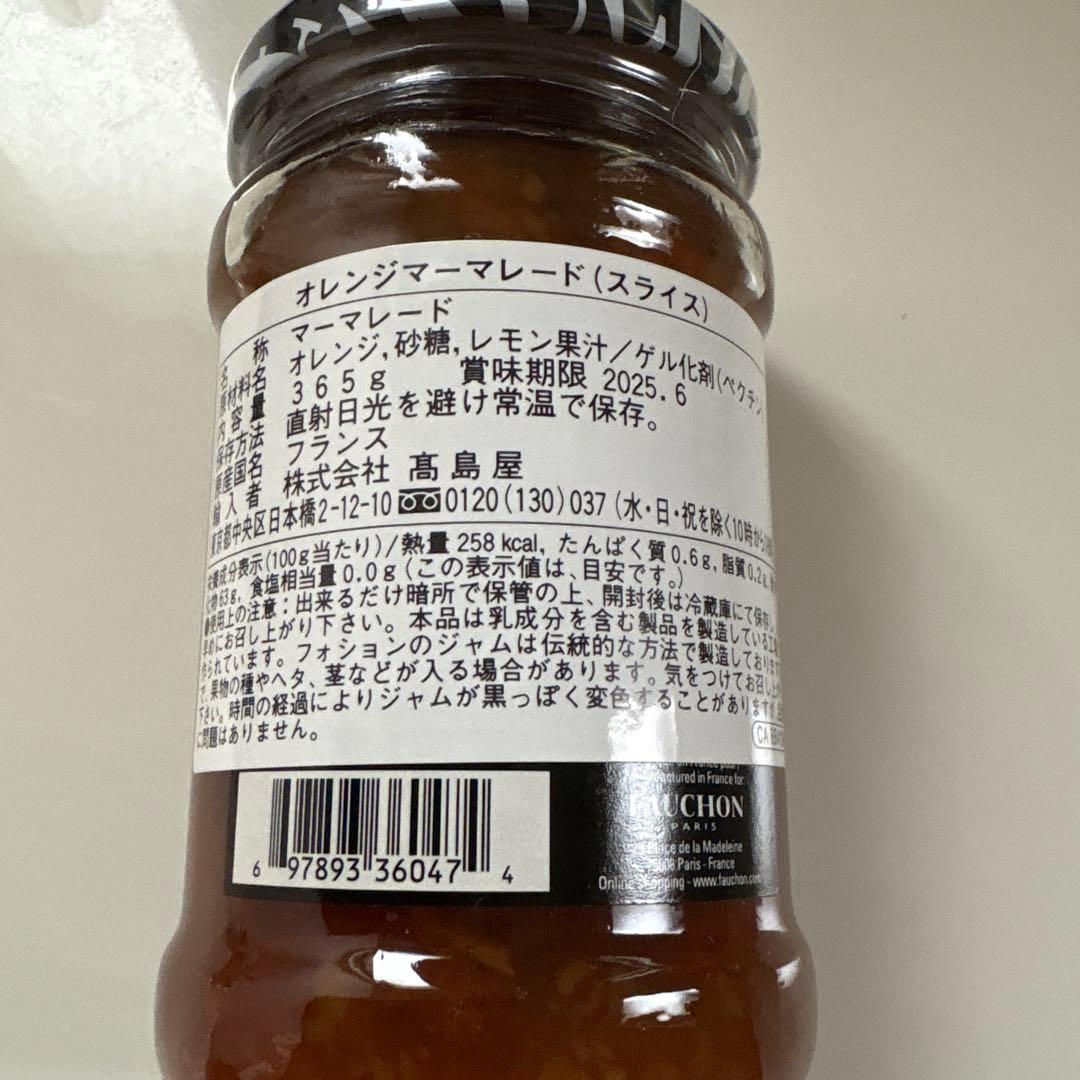 オレンジマーマレード(スライス)
名称 マーマレード
原材料名 オレンジ,砂糖,レモン果汁/ゲル化剤(ペクチン
内容量 365g 賞味期限 2025.6
保存方法 直射日光を避け常温で保存。
原産国名 フランス
輸入者 株式会社 髙島屋
東京都中央区日本橋2-12-10 0120(130)037 (水・日・祝を除く10時から
栄養成分表示(100g当たり)/熱量 258kcal, たんぱく質0.6g, 脂質0.2g,
化物63g, 食塩相当量0.0g(この表示値は、目安です。)
●使用上の注意:出来るだけ暗所で保管の上、開封後は冷蔵庫にて保存し
早めにお召し上がり下さい。本品は乳成分を含む製品を製造している工
作られています。フォションのジャムは伝統的な方法で製造しております
で、果物の種やヘタ、茎などが入る場合があります。気をつけてお召し上
下さい。時間の経過によりジャムが黒っぽく変色することがありますが
に問題はありません。
6 97893 36047 4
in France for:
FAUCHON
PARIS
Place de la Madeleine
75008 Paris - France
Online shopping - www.fauchon.com